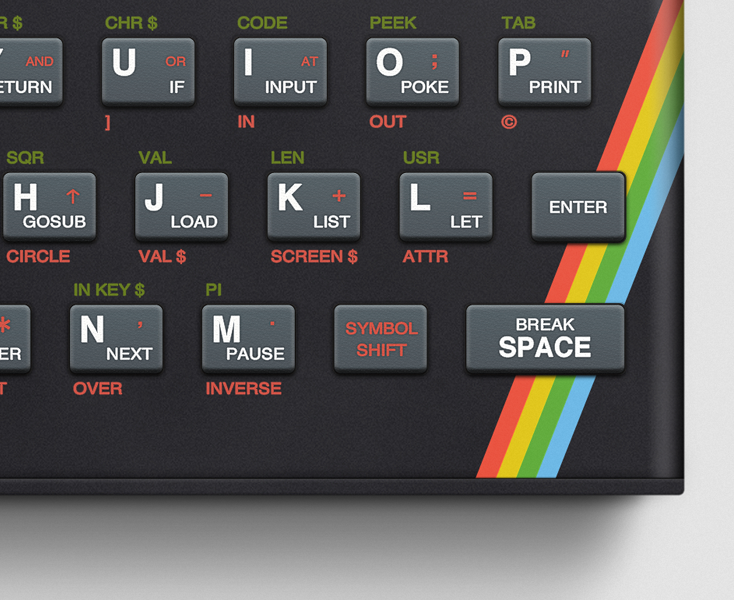 R $ CHR $ CODE PEEK TAB
Y AND U OR I AT O ; P "
ETURN IF INPUT POKE PRINT
] IN OUT ©
SQR VAL LEN USR
H ↑ J − K + L =
GOSUB LOAD LIST LET ENTER
CIRCLE VAL $ SCREEN $ ATTR
IN KEY $ PI
* N , M . SYMBOL BREAK
ER NEXT PAUSE SHIFT SPACE
T OVER INVERSE